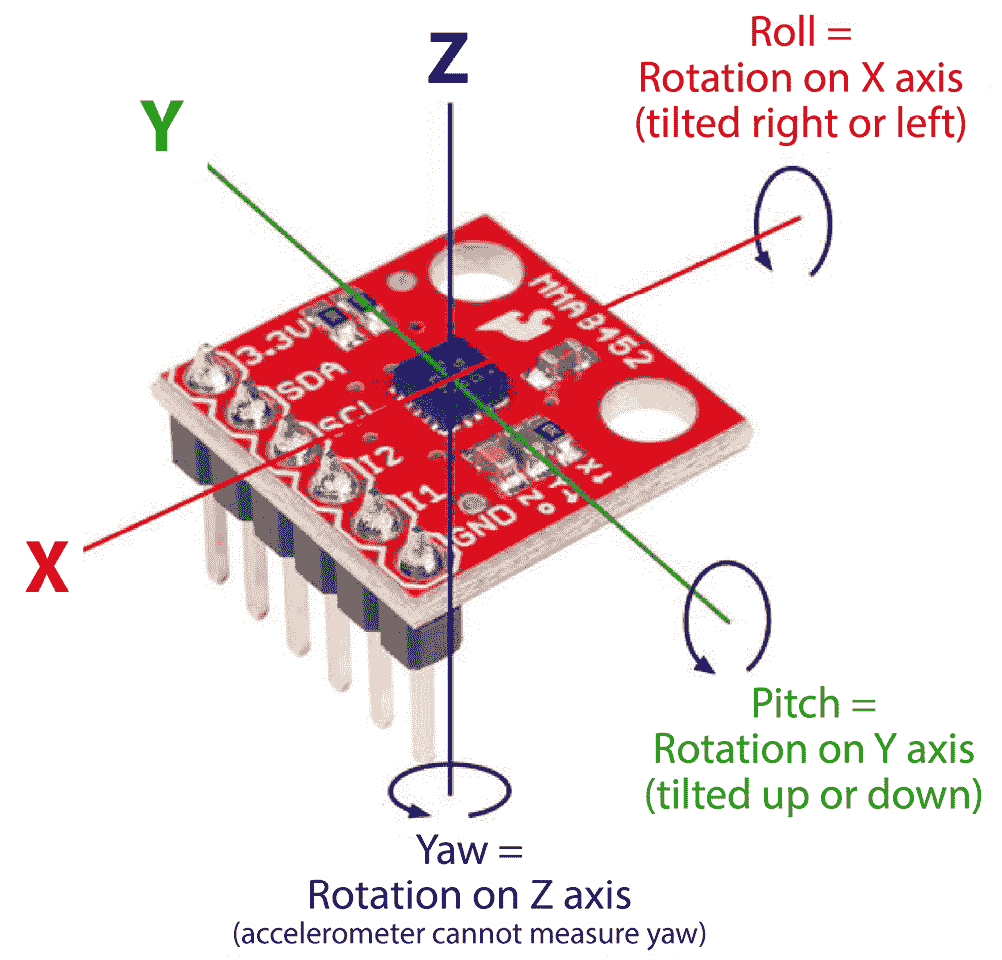 Z
Y
Roll =
Rotation on X axis
(tilted right or left)
MMA8452
3.3V
SDA
SCL
I2
I1
GND
X
Y
Z
X
Pitch =
Rotation on Y axis
(tilted up or down)
Yaw =
Rotation on Z axis
(accelerometer cannot measure yaw)